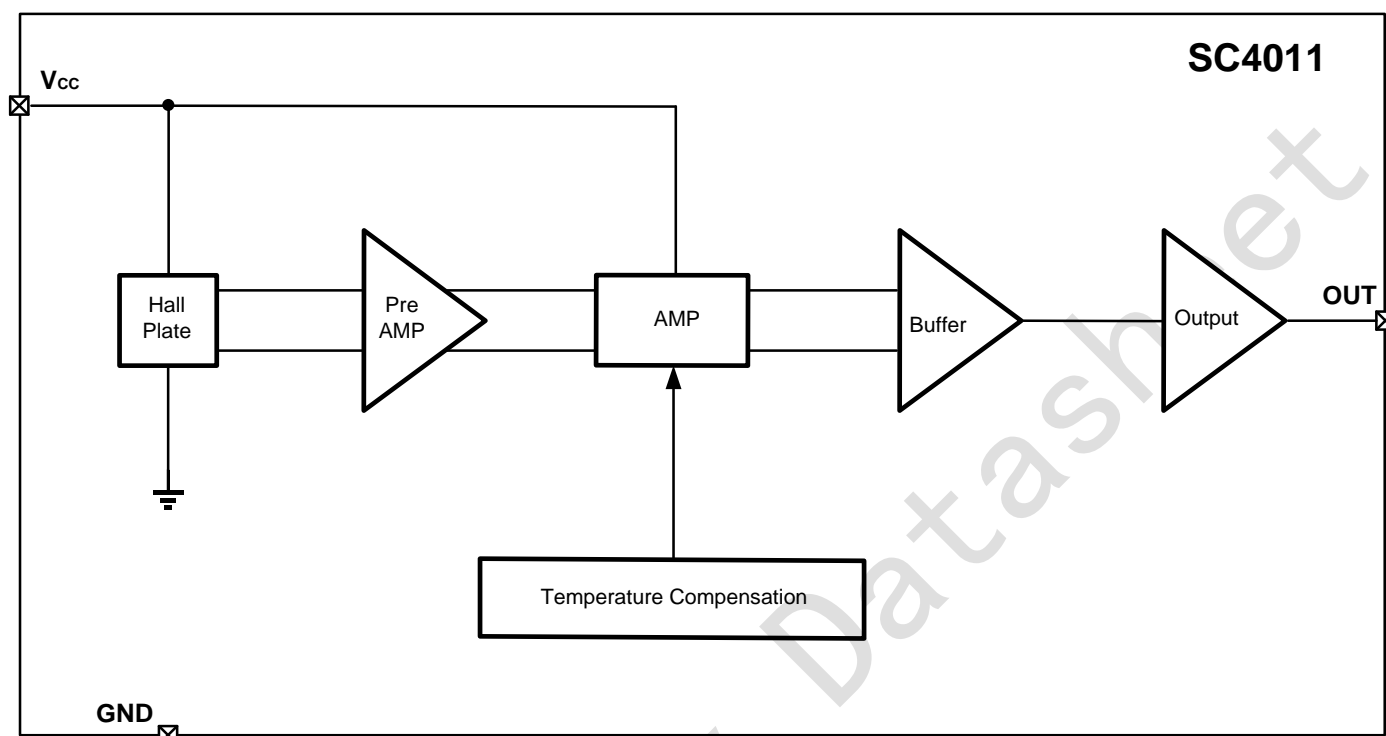 SC4011
VCC
Hall
Plate
Pre
AMP
AMP
Buffer
Output
OUT
Temperature Compensation
GND
Datasheet